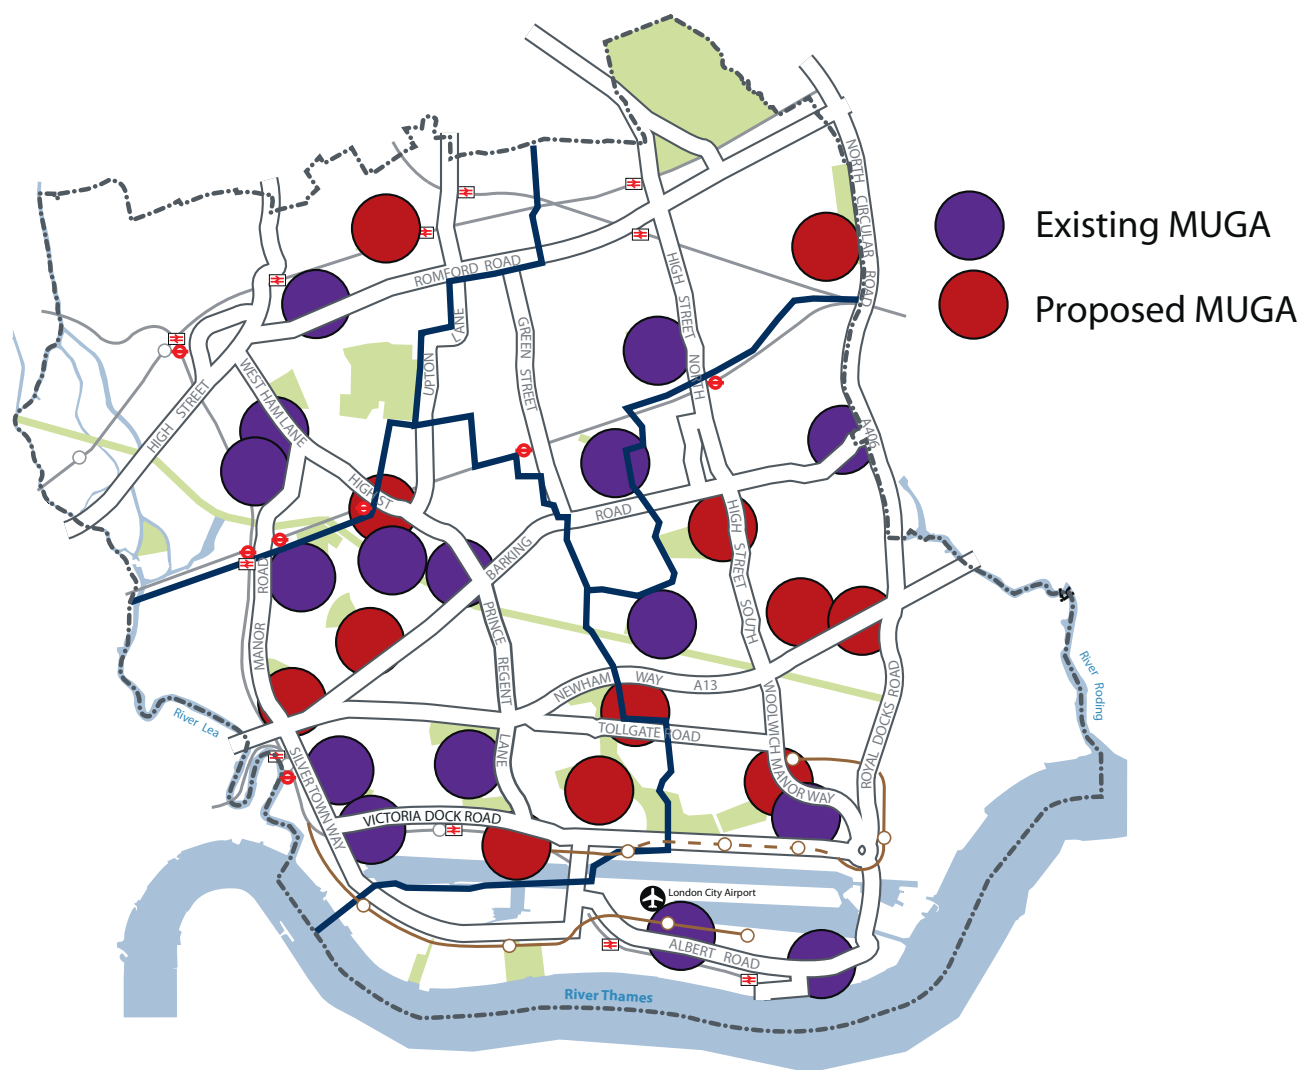 Existing MUGA
Proposed MUGA
NORTH CIRCULAR ROAD
ROMFORD ROAD
HIGH STREET NORTH
UPTON LANE
GREEN STREET
HIGH STREET
WEST HAM LANE
A406
HIGH ST
BARKING ROAD
HIGH STREET SOUTH
MANOR ROAD
PRINCE REGENT LANE
NEWHAM WAY A13
River Roding
River Lea
TOLLGATE ROAD
WOOLWICH MANOR WAY
ROYAL DOCKS ROAD
SILVERTOWN WAY
VICTORIA DOCK ROAD
London City Airport
ALBERT ROAD
River Thames